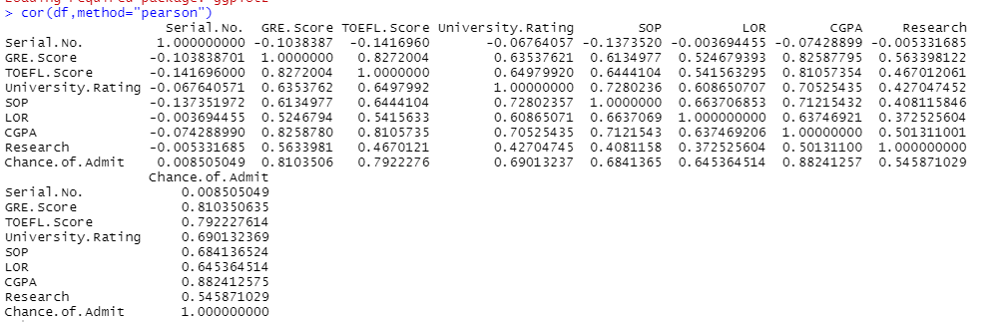 Loading required package: ggplot2
> cor(df,method="pearson")
Serial.No. GRE.Score TOEFL.Score University.Rating SOP LOR CGPA Research
Serial.No. 1.000000000 -0.1038387 -0.1416960 -0.06764057 -0.1373520 -0.003694455 -0.07428899 -0.005331685
GRE.Score -0.103838701 1.0000000 0.8272004 0.63537621 0.6134977 0.524679393 0.82587795 0.563398122
TOEFL.Score -0.141696000 0.8272004 1.0000000 0.64979920 0.6444104 0.541563295 0.81057354 0.467012061
University.Rating -0.067640571 0.6353762 0.6497992 1.00000000 0.7280236 0.608650707 0.70525435 0.427047452
SOP -0.137351972 0.6134977 0.6444104 0.72802357 1.0000000 0.663706853 0.71215432 0.408115846
LOR -0.003694455 0.5246794 0.5415633 0.60865071 0.6637069 1.000000000 0.63746921 0.372525604
CGPA -0.074288990 0.8258780 0.8105735 0.70525435 0.7121543 0.637469206 1.00000000 0.501311001
Research -0.005331685 0.5633981 0.4670121 0.42704745 0.4081158 0.372525604 0.50131100 1.000000000
Chance.of.Admit 0.008505049 0.8103506 0.7922276 0.69013237 0.6841365 0.645364514 0.88241257 0.545871029
Chance.of.Admit
Serial.No. 0.008505049
GRE.Score 0.810350635
TOEFL.Score 0.792227614
University.Rating 0.690132369
SOP 0.684136524
LOR 0.645364514
CGPA 0.882412575
Research 0.545871029
Chance.of.Admit 1.000000000